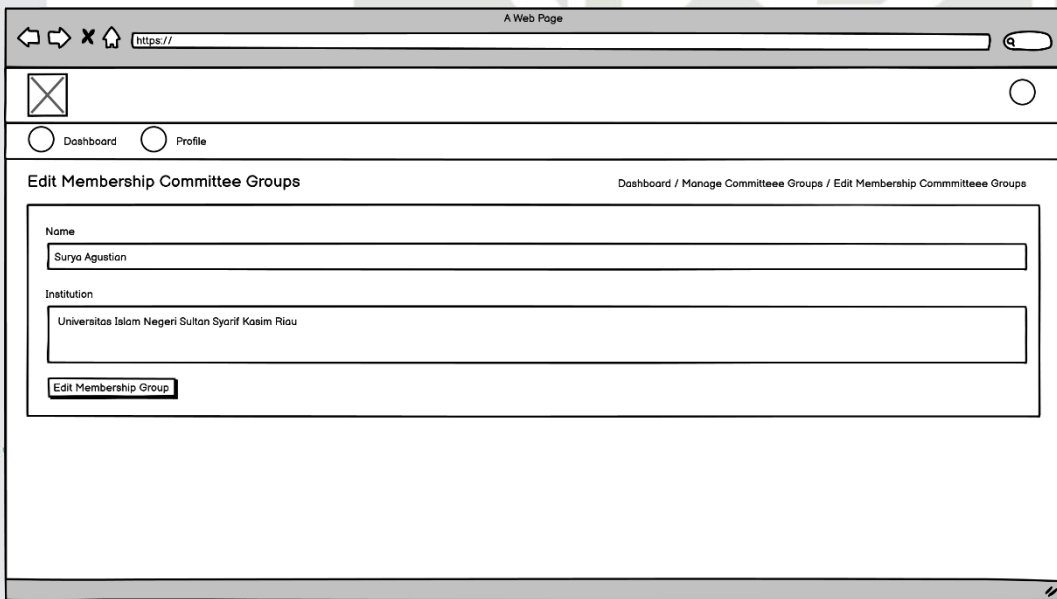 A Web Page
https://
Dashboard Profile
Edit Membership Committee Groups
Dashboard / Manage Committeee Groups / Edit Membership Commmitteee Groups
Name
Surya Agustian
Institution
Universitas Islam Negeri Sultan Syarif Kasim Riau
Edit Membership Group